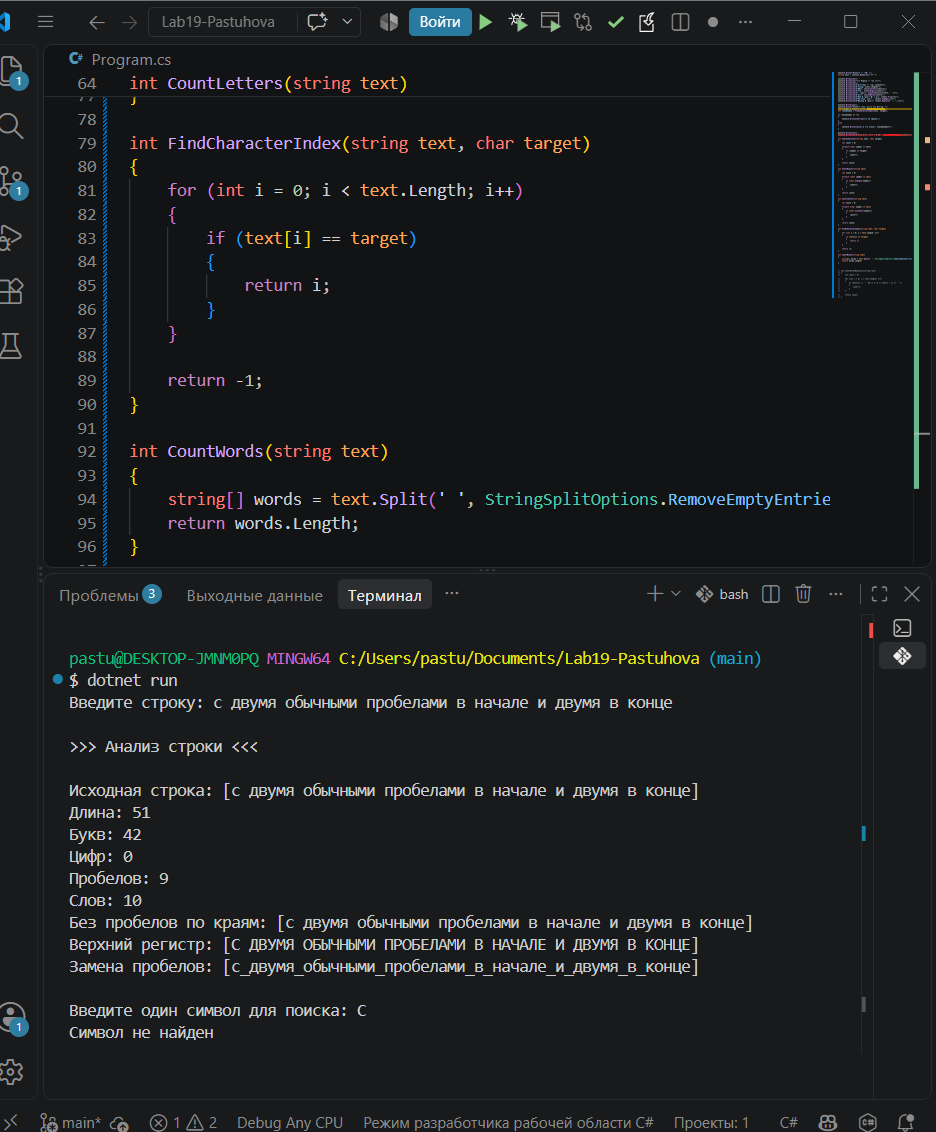 Lab19-Pastuhova
Войти
Program.cs
64 int CountLetters(string text)
77 }
78
79 int FindCharacterIndex(string text, char target)
80 {
81 for (int i = 0; i < text.Length; i++)
82 {
83 if (text[i] == target)
84 {
85 return i;
86 }
87 }
88
89 return -1;
90 }
91
92 int CountWords(string text)
93 {
94 string[] words = text.Split(' ', StringSplitOptions.RemoveEmptyEntrie
95 return words.Length;
96 }
Проблемы 3 Выходные данные Терминал ... bash
pastu@DESKTOP-JMNM0PQ MINGW64 C:/Users/pastu/Documents/Lab19-Pastuhova (main)
$ dotnet run
Введите строку: с двумя обычными пробелами в начале и двумя в конце
>>> Анализ строки <<<
Исходная строка: [с двумя обычными пробелами в начале и двумя в конце]
Длина: 51
Букв: 42
Цифр: 0
Пробелов: 9
Слов: 10
Без пробелов по краям: [с двумя обычными пробелами в начале и двумя в конце]
Верхний регистр: [С ДВУМЯ ОБЫЧНЫМИ ПРОБЕЛАМИ В НАЧАЛЕ И ДВУМЯ В КОНЦЕ]
Замена пробелов: [с_двумя_обычными_пробелами_в_начале_и_двумя_в_конце]
Введите один символ для поиска: С
Символ не найден
1
1
1
main* 1 2 Debug Any CPU Режим разработчика рабочей области C# Проекты: 1 C#